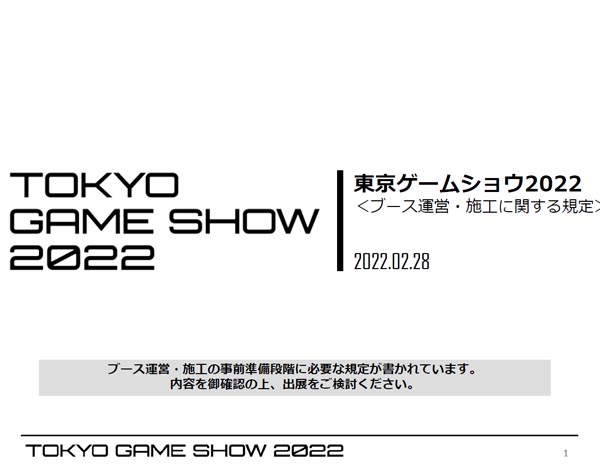 TOKYO
GAME SHOW
2022
東京ゲームショウ2022
＜ブース運営・施工に関する規定＞
2022.02.28
ブース運営・施工の事前準備段階に必要な規定が書かれています。
内容を御確認の上、出展をご検討ください。
TOKYO GAME SHOW 2022
1